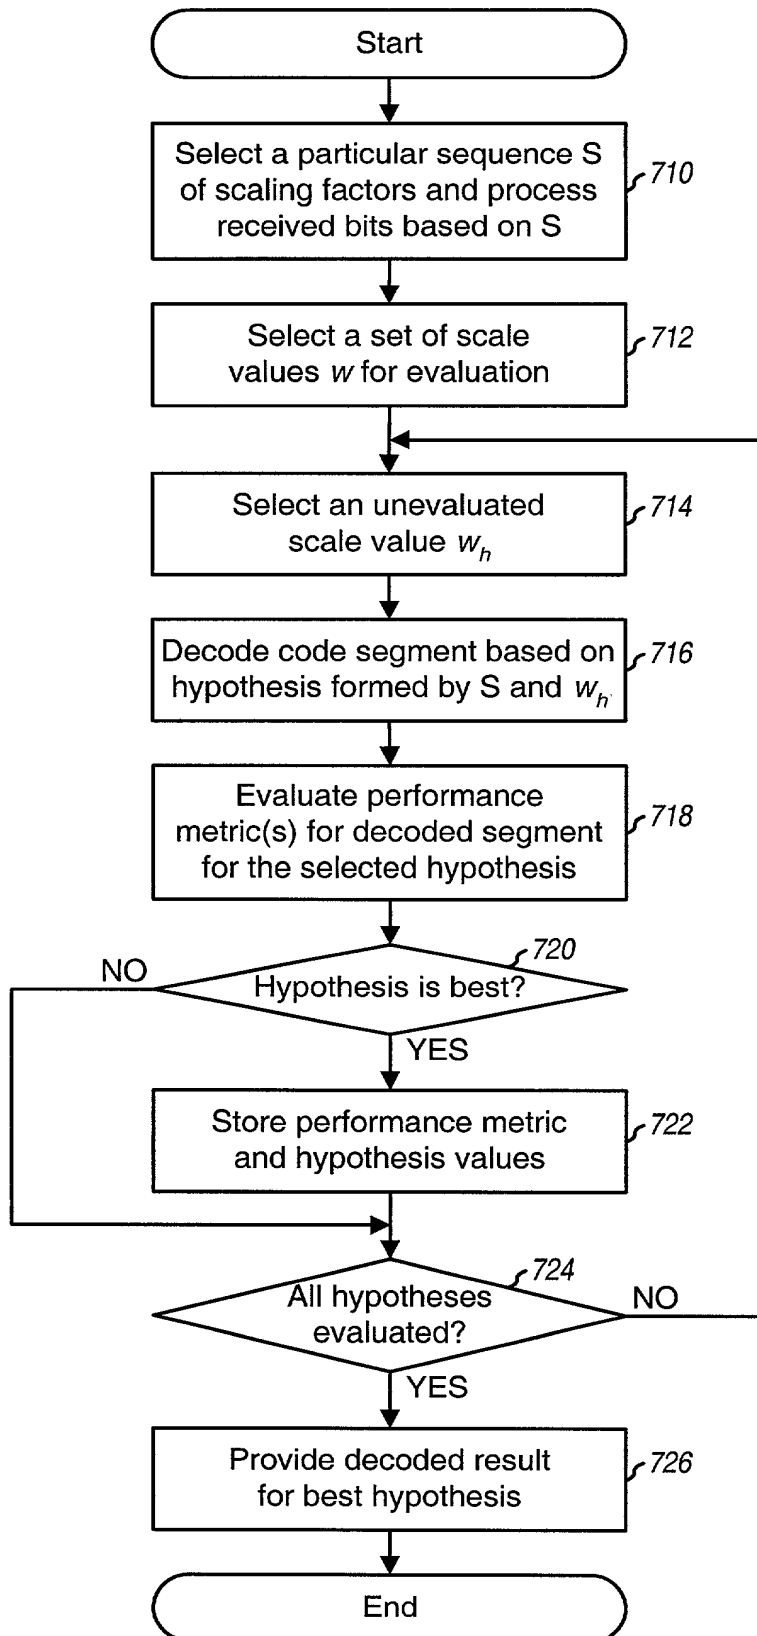 Start
Select a particular sequence S
of scaling factors and process
received bits based on S
710
Select a set of scale
values w for evaluation
712
Select an unevaluated
scale value wh
714
Decode code segment based on
hypothesis formed by S and wh
716
Evaluate performance
metric(s) for decoded segment
for the selected hypothesis
718
720
NO
Hypothesis is best?
YES
Store performance metric
and hypothesis values
722
724
All hypotheses
evaluated?
NO
YES
Provide decoded result
for best hypothesis
726
End